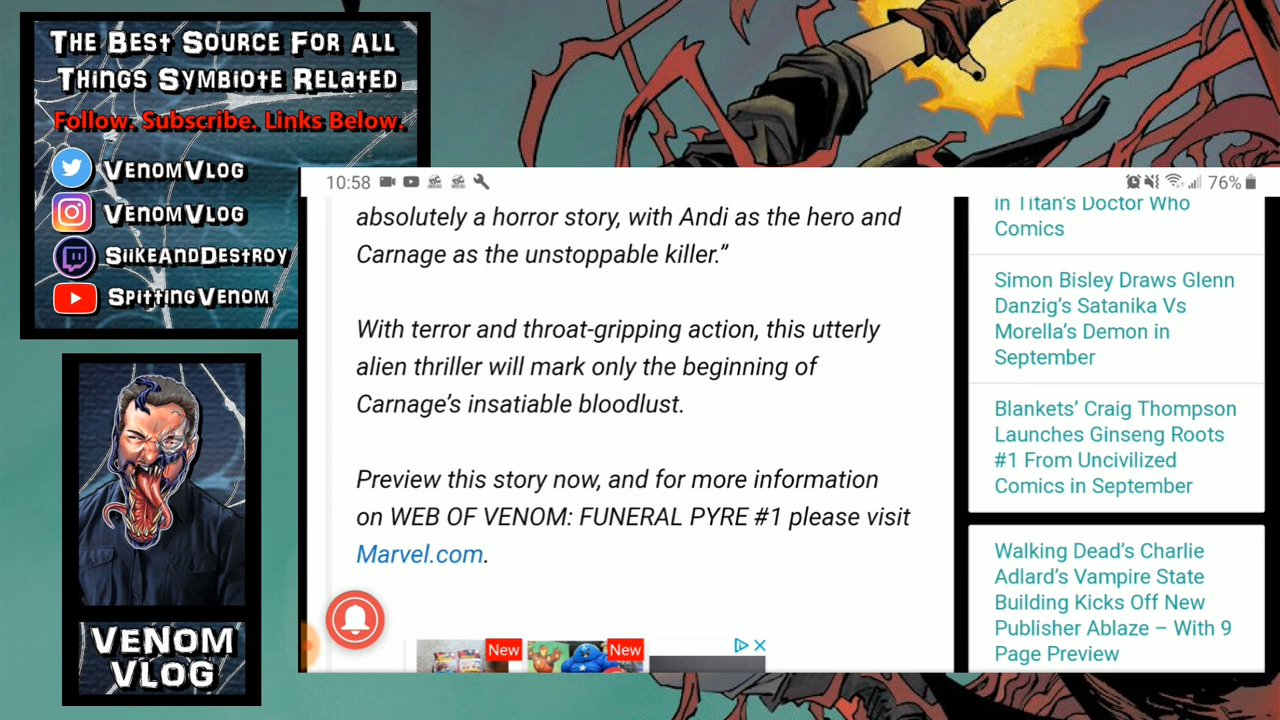 The Best Source For All
Things Symbiote Related
Follow. Subscribe. Links Below.
VenomVlog
VenomVlog
SiikeAndDestroy
SpittingVenom
VENOM
VLOG
10:58
76%
absolutely a horror story, with Andi as the hero and
Carnage as the unstoppable killer.”
With terror and throat-gripping action, this utterly
alien thriller will mark only the beginning of
Carnage’s insatiable bloodlust.
Preview this story now, and for more information
on WEB OF VENOM: FUNERAL PYRE #1 please visit
Marvel.com.
New
New
in Titan’s Doctor Who
Comics
Simon Bisley Draws Glenn
Danzig’s Satanika Vs
Morella’s Demon in
September
Blankets’ Craig Thompson
Launches Ginseng Roots
#1 From Uncivilized
Comics in September
Walking Dead’s Charlie
Adlard’s Vampire State
Building Kicks Off New
Publisher Ablaze – With 9
Page Preview